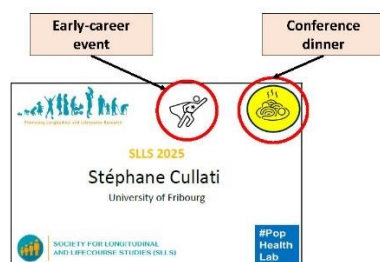 Early-career
event
Conference
dinner
Promoting Longitudinal and Lifecourse Research
SLLS 2025
Stéphane Cullati
University of Fribourg
SOCIETY FOR LONGITUDINAL
AND LIFECOURSE STUDIES (SLLS)
#Pop
Health
Lab